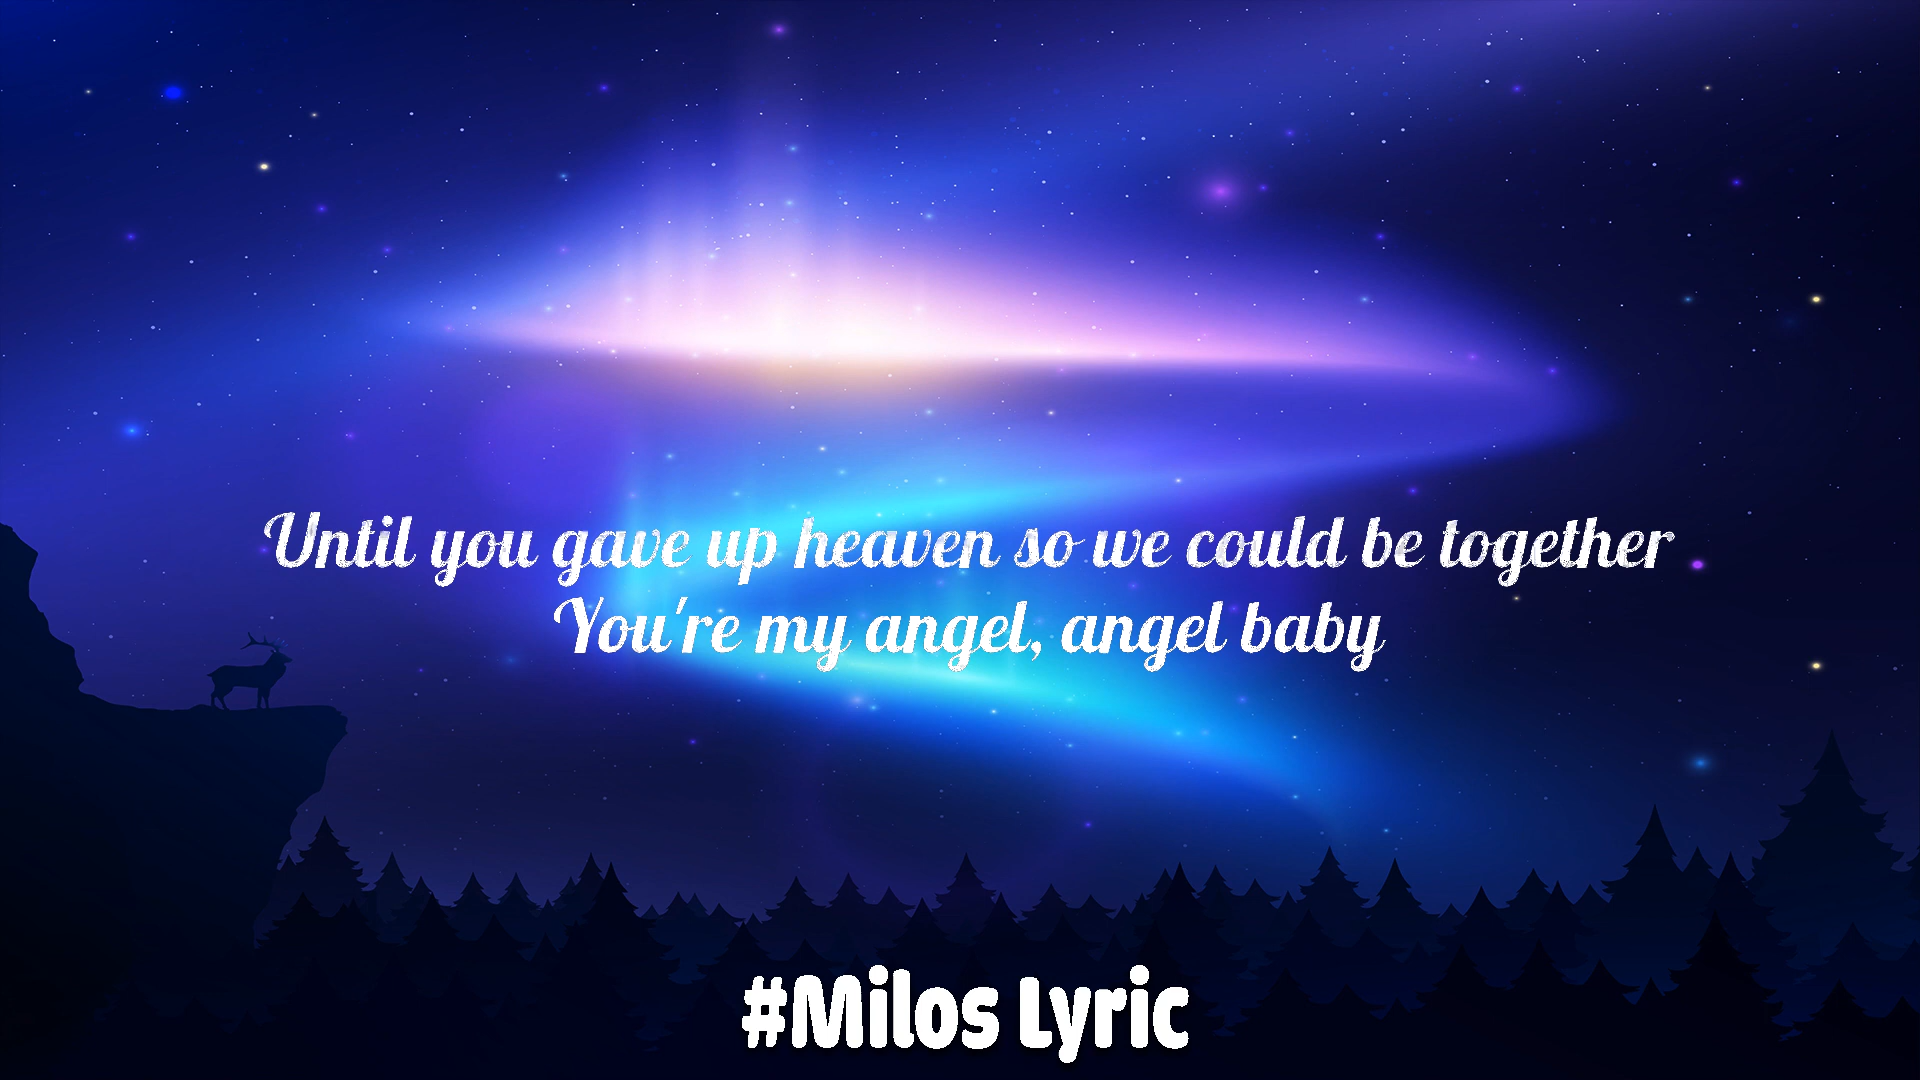 Until you gave up heaven so we could be together
You're my angel, angel baby
#Milos Lyric